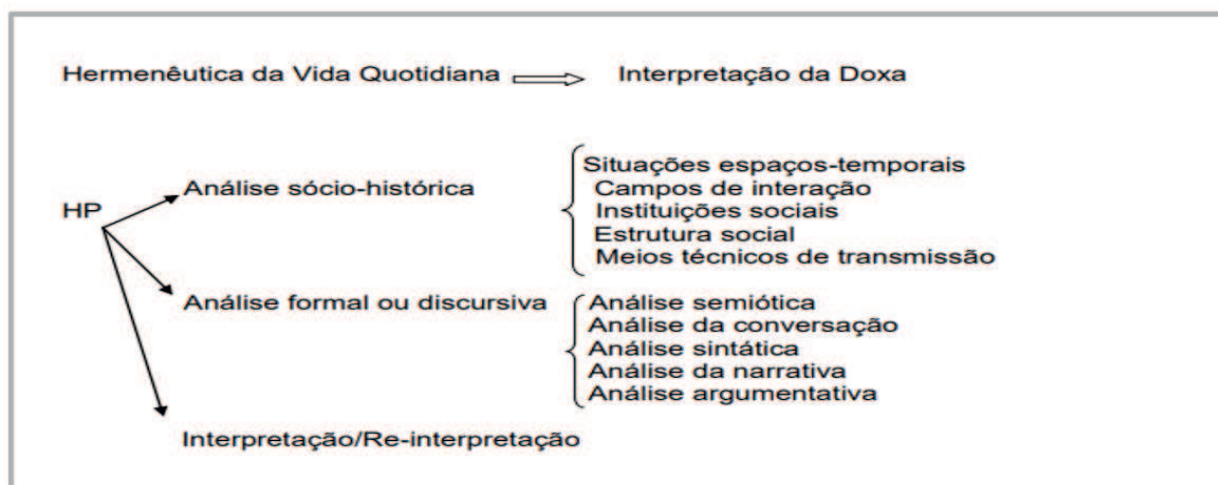 Hermenêutica da Vida Quotidiana Interpretação da Doxa
Situações espaços-temporais
Análise sócio-histórica Campos de interação
HP Instituições sociais
Estrutura social
Meios técnicos de transmissão
Análise formal ou discursiva Análise semiótica
Análise da conversação
Análise sintática
Análise da narrativa
Análise argumentativa
Interpretação/Re-interpretação